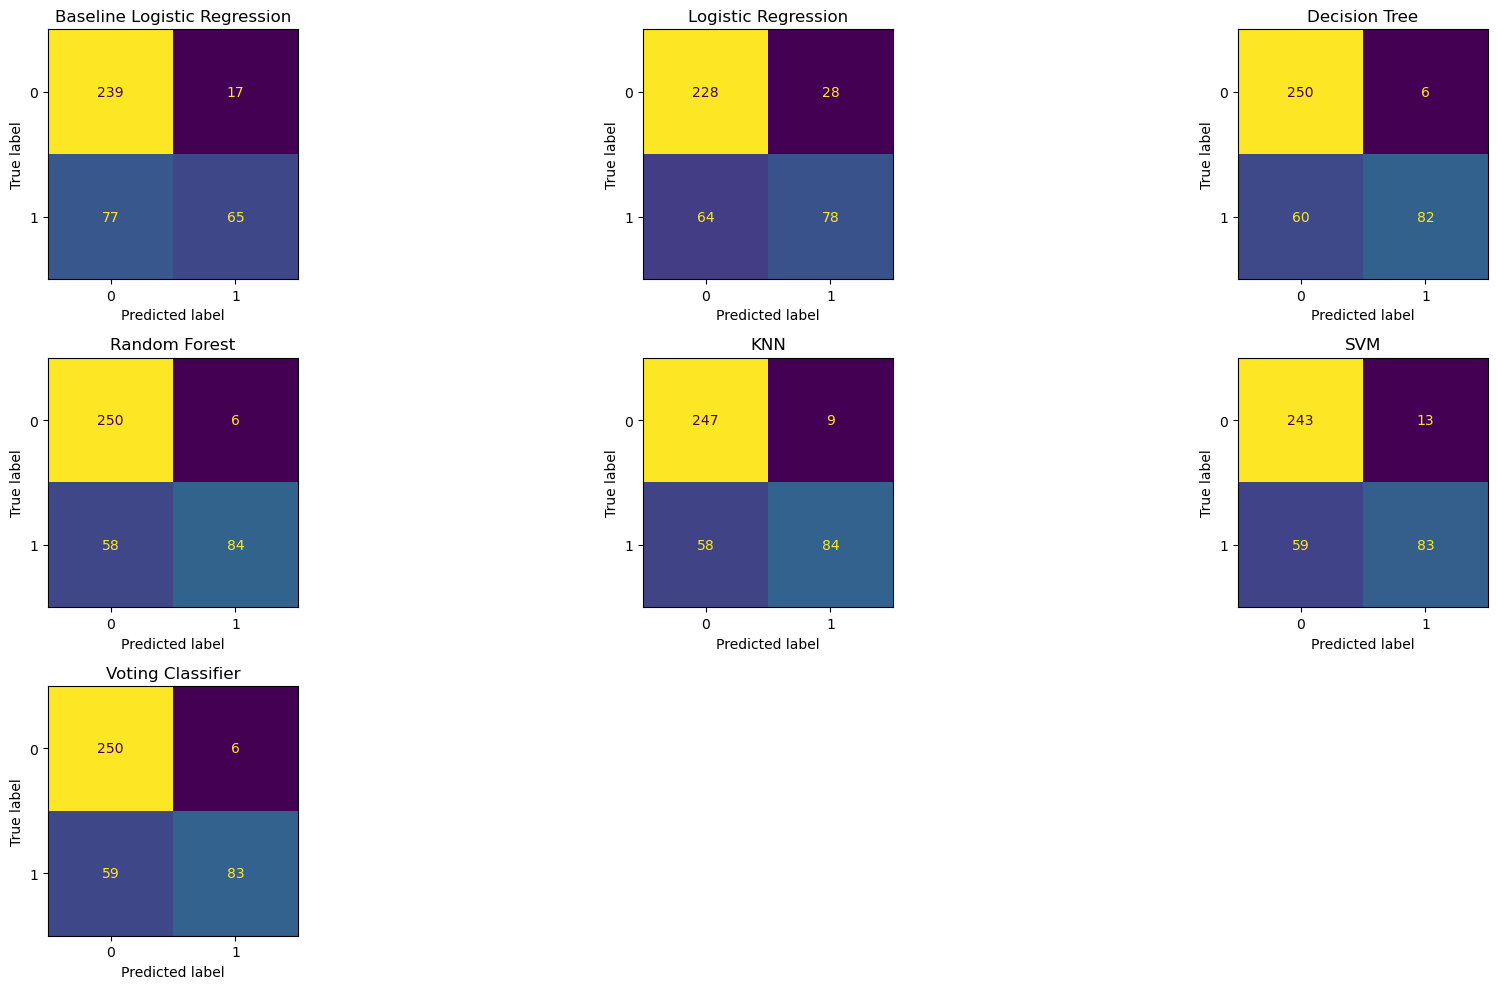 Baseline Logistic Regression
True label
0
239
17
1
77
65
0
1
Predicted label
Logistic Regression
True label
0
228
28
1
64
78
0
1
Predicted label
Decision Tree
True label
0
250
6
1
60
82
0
1
Predicted label
Random Forest
True label
0
250
6
1
58
84
0
1
Predicted label
KNN
True label
0
247
9
1
58
84
0
1
Predicted label
SVM
True label
0
243
13
1
59
83
0
1
Predicted label
Voting Classifier
True label
0
250
6
1
59
83
0
1
Predicted label